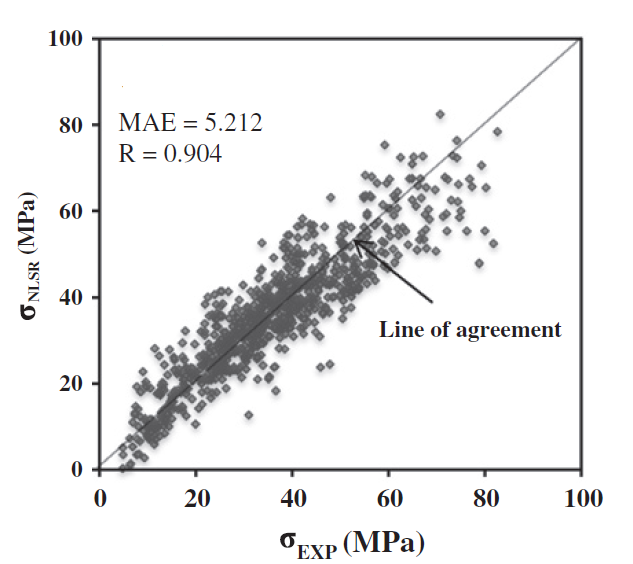 100
80
60
40
20
0
σNLSR (MPa)
MAE = 5.212
R = 0.904
Line of agreement
0 20 40 60 80 100
σEXP (MPa)